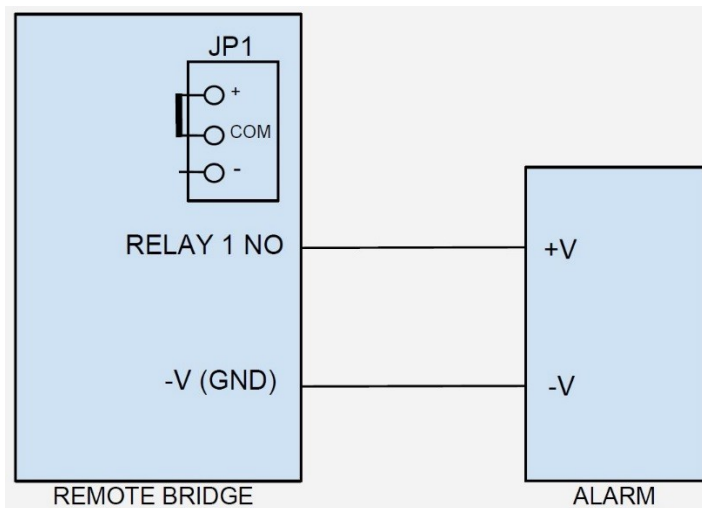 JP1
+
COM
-
RELAY 1 NO
+V
-V (GND)
-V
REMOTE BRIDGE
ALARM